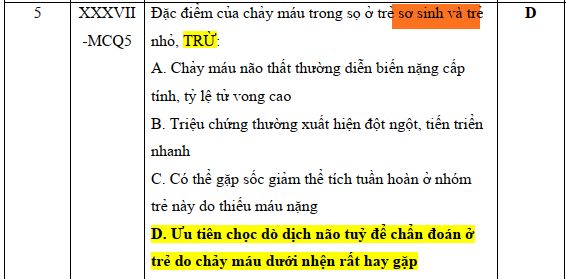 5 XXXVII Đặc điểm của chảy máu trong sọ ở trẻ sơ sinh và trẻ D
-MCQ5 nhỏ, TRỪ:
A. Chảy máu não thất thường diễn biến nặng cấp
tính, tỷ lệ tử vong cao
B. Triệu chứng thường xuất hiện đột ngột, tiến triển
nhanh
C. Có thể gặp sốc giảm thể tích tuần hoàn ở nhóm
trẻ này do thiếu máu nặng
D. Ưu tiên chọc dò dịch não tuỷ để chẩn đoán ở
trẻ do chảy máu dưới nhện rất hay gặp